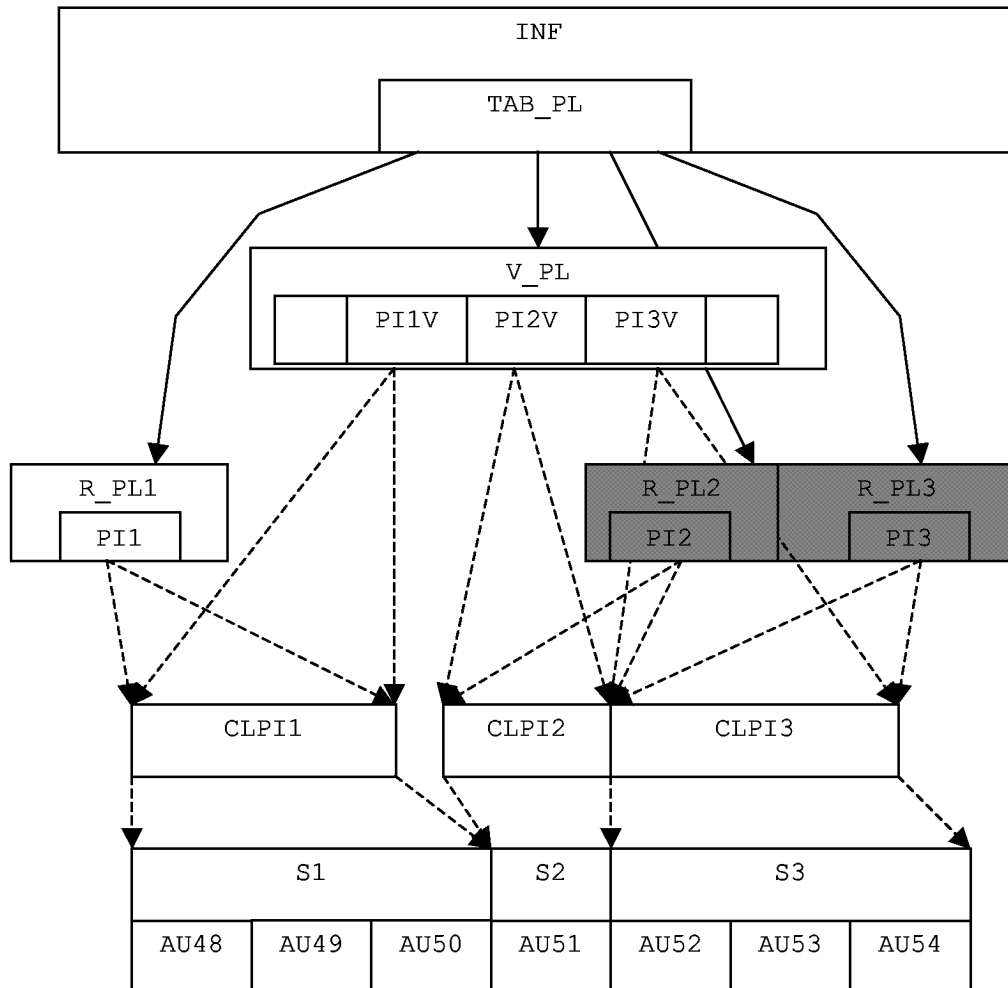 INF
TAB_PL
V_PL
PI1V PI2V PI3V
R_PL1 R_PL2 R_PL3
PI1 PI2 PI3
CLPI1 CLPI2 CLPI3
S1 S2 S3
AU48 AU49 AU50 AU51 AU52 AU53 AU54